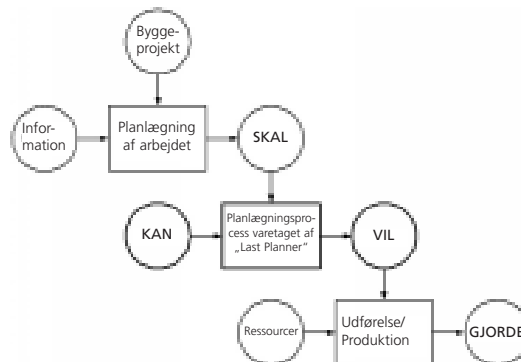 Bygge-
projekt
Infor-
mation
Planlægning
af arbejdet
SKAL
KAN
Planlægningspro-
cess varetaget af
„Last Planner”
VIL
Ressourcer
Udførelse/
Produktion
GJORDE